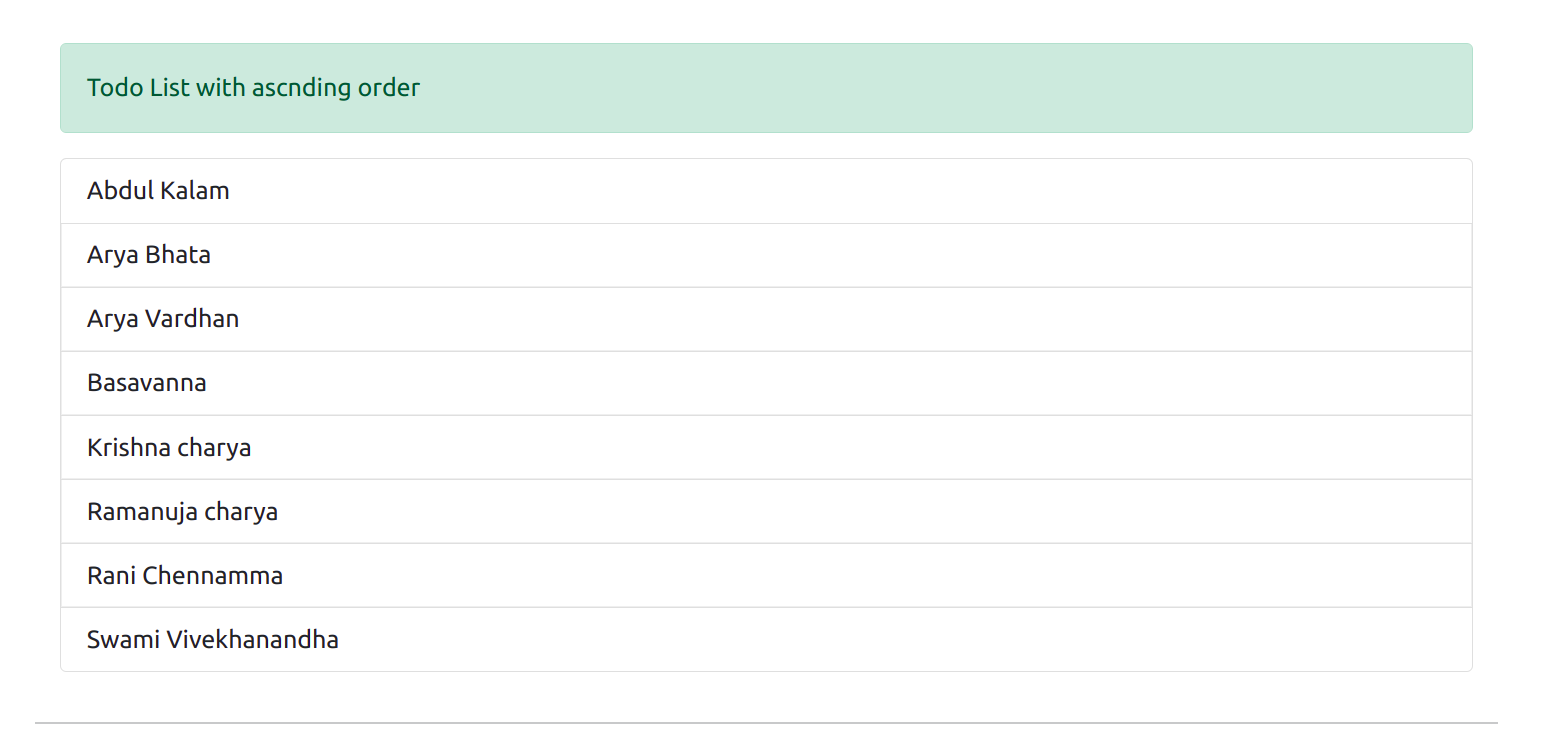 Todo List with ascnding order
Abdul Kalam
Arya Bhata
Arya Vardhan
Basavanna
Krishna charya
Ramanuja charya
Rani Chennamma
Swami Vivekhanandha